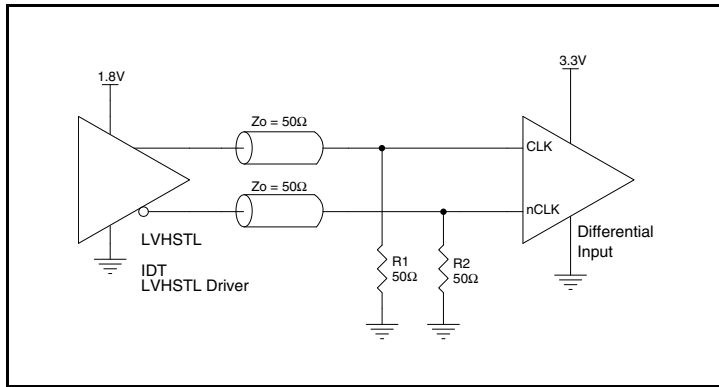 1.8V
3.3V
Zo = 50Ω
CLK
Zo = 50Ω
nCLK
LVHSTL
Differential
Input
IDT
LVHSTL Driver
R1
50Ω
R2
50Ω